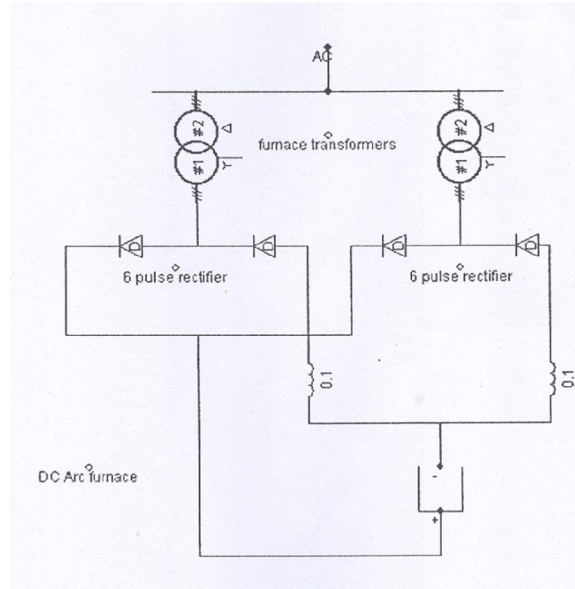 AC
#2
Δ
#2
Δ
furnace transformers
#1
Y
#1
Y
D
D
D
D
6 pulse rectifier
6 pulse rectifier
0.1
0.1
DC Arc furnace
-
+